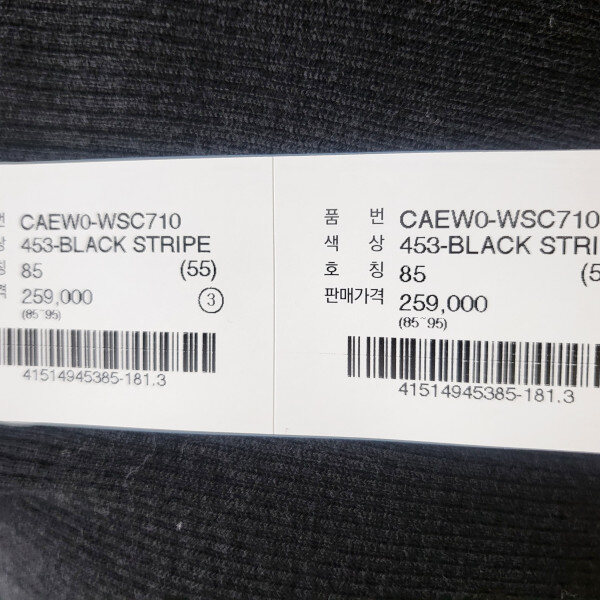 번 CAEW0-WSC710
상 453-BLACK STRIPE
칭 85 (55)
격 259,000 ③
(85~95)
41514945385-181.3
품 번 CAEW0-WSC710
색 상 453-BLACK STRI
호 칭 85 (5
판매가격 259,000
(85~95)
41514945385-181.3